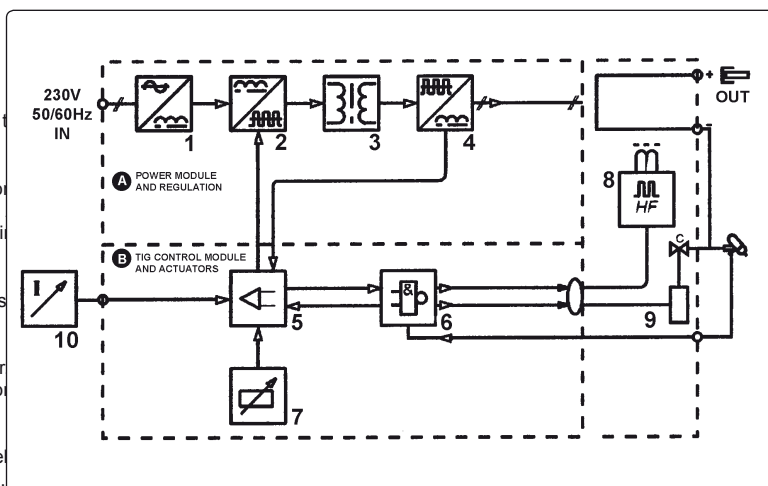 230V
50/60Hz
IN
1
2
3
4
+
OUT
-
A POWER MODULE
AND REGULATION
8
HF
C
B TIG CONTROL MODULE
AND ACTUATORS
I
10
5
&
6
9
7